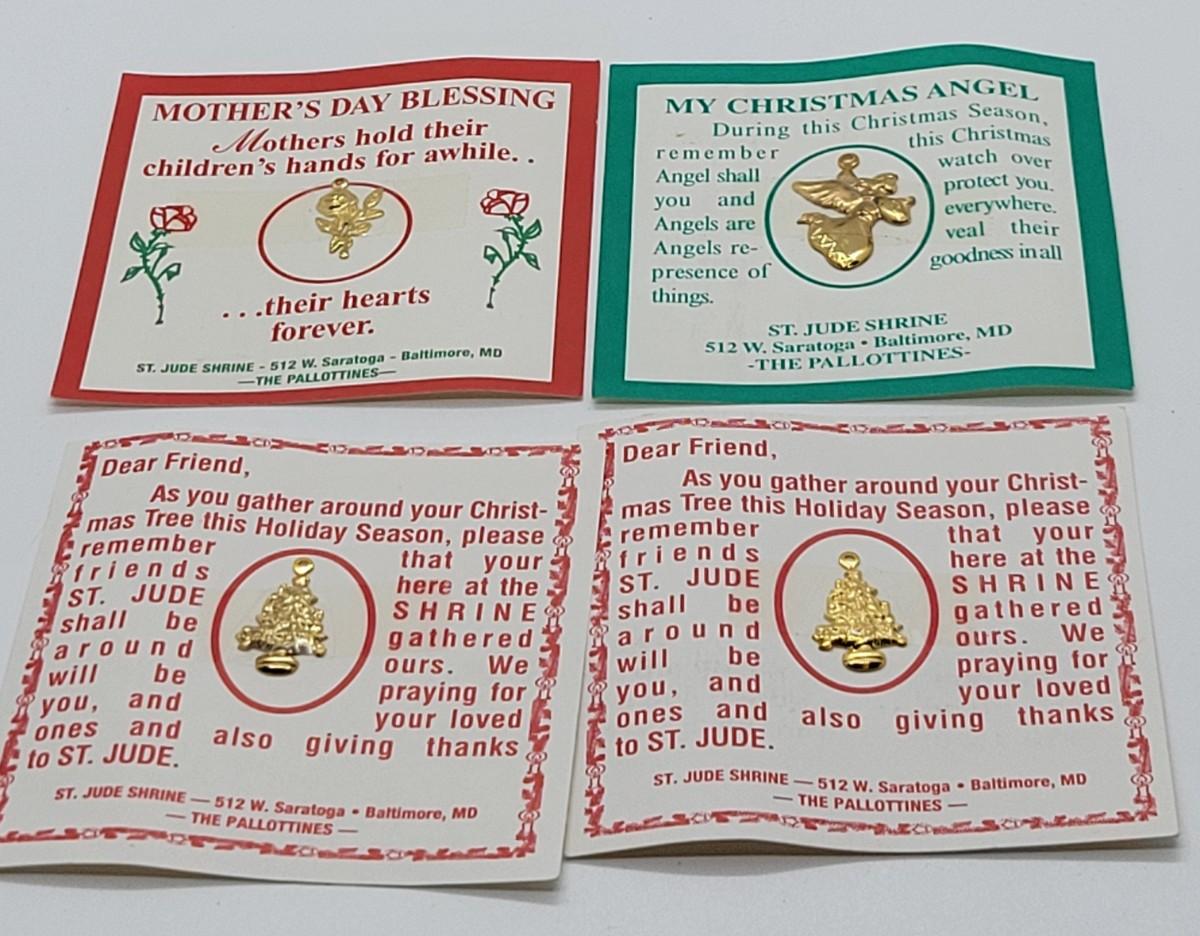 MOTHER'S DAY BLESSING
Mothers hold their
children's hands for awhile. .
. . .their hearts
forever.
ST. JUDE SHRINE - 512 W. Saratoga - Baltimore, MD
—THE PALLOTTINES—
MY CHRISTMAS ANGEL
During this Christmas Season,
remember this Christmas
Angel shall watch over
you and protect you.
Angels are everywhere.
Angels re- veal their
presence of goodness in all
things.
ST. JUDE SHRINE
512 W. Saratoga • Baltimore, MD
-THE PALLOTTINES-
Dear Friend,
As you gather around your Christ-
mas Tree this Holiday Season, please
remember that your
friends here at the
ST. JUDE SHRINE
shall be gathered
around ours. We
will be praying for
you, and your loved
ones and also giving thanks
to ST. JUDE.
ST. JUDE SHRINE — 512 W. Saratoga • Baltimore, MD
— THE PALLOTTINES —
Dear Friend,
As you gather around your Christ-
mas Tree this Holiday Season, please
remember that your
friends here at the
ST. JUDE SHRINE
shall be gathered
around ours. We
will be praying for
you, and your loved
ones and also giving thanks
to ST. JUDE.
ST. JUDE SHRINE — 512 W. Saratoga • Baltimore, MD
— THE PALLOTTINES —